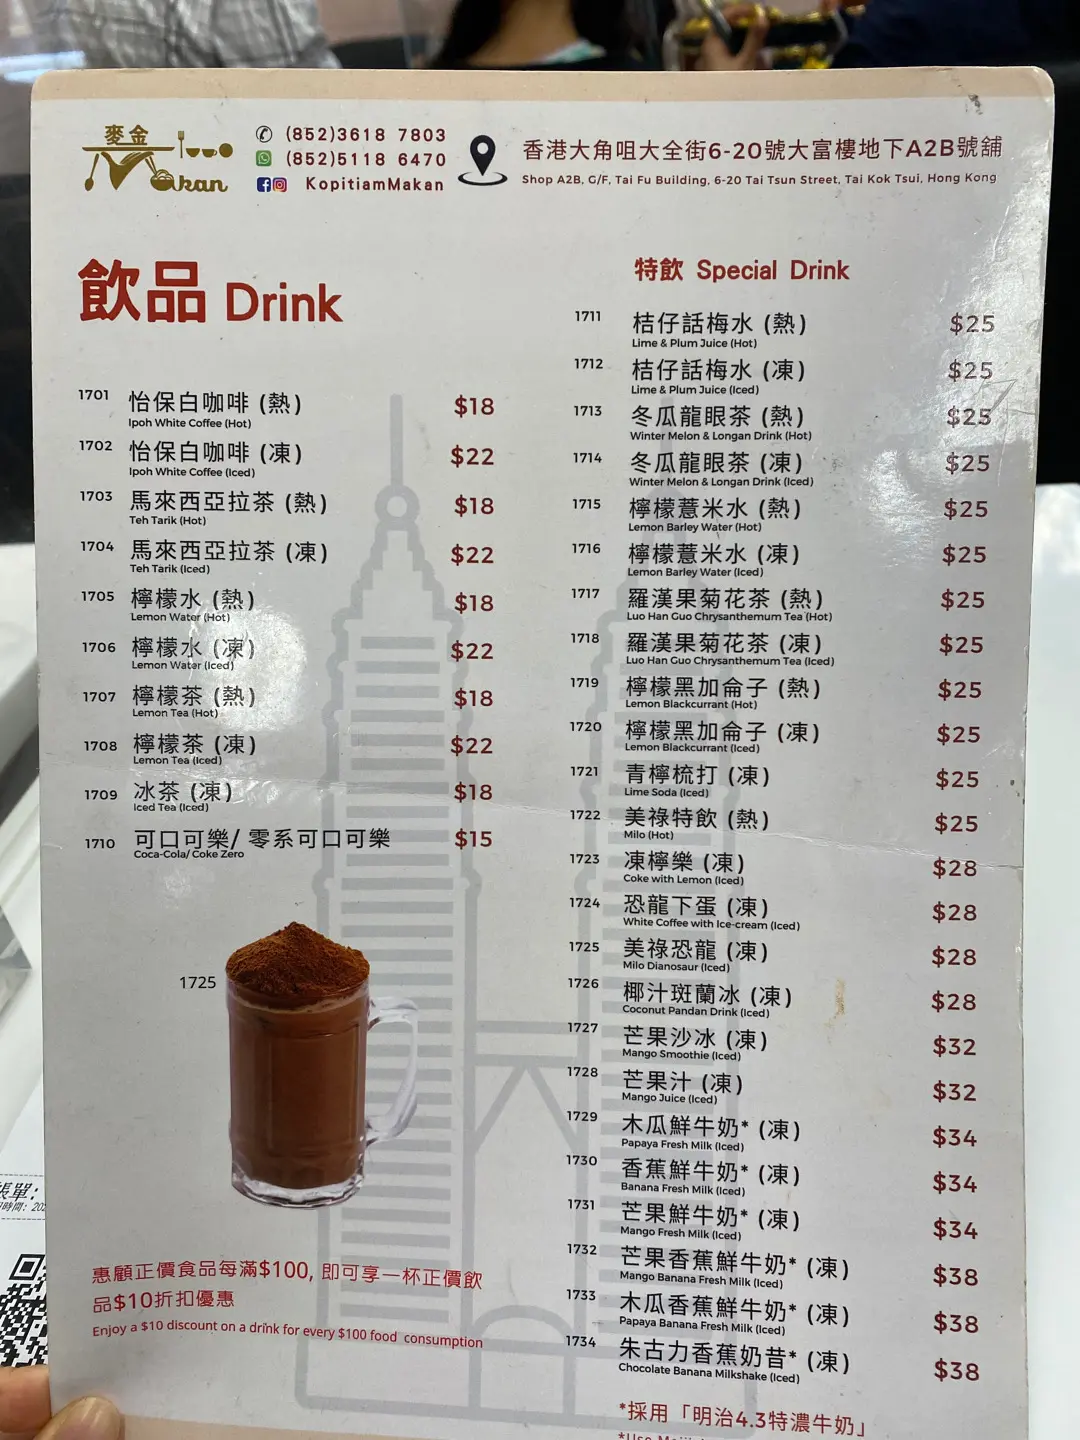 麥金
Makan
(852)3618 7803
(852)5118 6470
KopitiamMakan
香港大角咀大全街6-20號大富樓地下A2B號舖
Shop A2B, G/F, Tai Fu Building, 6-20 Tai Tsun Street, Tai Kok Tsui, Hong Kong
飲品 Drink
1701 怡保白咖啡 (熱) $18
Ipoh White Coffee (Hot)
1702 怡保白咖啡 (凍) $22
Ipoh White Coffee (Iced)
1703 馬來西亞拉茶 (熱) $18
Teh Tarik (Hot)
1704 馬來西亞拉茶 (凍) $22
Teh Tarik (Iced)
1705 檸檬水 (熱) $18
Lemon Water (Hot)
1706 檸檬水 (凍) $22
Lemon Water (Iced)
1707 檸檬茶 (熱) $18
Lemon Tea (Hot)
1708 檸檬茶 (凍) $22
Lemon Tea (Iced)
1709 冰茶 (凍) $18
Iced Tea (Iced)
1710 可口可樂/ 零系可口可樂 $15
Coca-Cola/ Coke Zero
1725
惠顧正價食品每滿$100, 即可享一杯正價飲
品$10折扣優惠
Enjoy a $10 discount on a drink for every $100 food consumption
特飲 Special Drink
1711 桔仔話梅水 (熱) $25
Lime & Plum Juice (Hot)
1712 桔仔話梅水 (凍) $25
Lime & Plum Juice (Iced)
1713 冬瓜龍眼茶 (熱) $25
Winter Melon & Longan Drink (Hot)
1714 冬瓜龍眼茶 (凍) $25
Winter Melon & Longan Drink (Iced)
1715 檸檬薏米水 (熱) $25
Lemon Barley Water (Hot)
1716 檸檬薏米水 (凍) $25
Lemon Barley Water (Iced)
1717 羅漢果菊花茶 (熱) $25
Luo Han Guo Chrysanthemum Tea (Hot)
1718 羅漢果菊花茶 (凍) $25
Luo Han Guo Chrysanthemum Tea (Iced)
1719 檸檬黑加侖子 (熱) $25
Lemon Blackcurrant (Hot)
1720 檸檬黑加侖子 (凍) $25
Lemon Blackcurrant (Iced)
1721 青檸梳打 (凍) $25
Lime Soda (Iced)
1722 美祿特飲 (熱) $25
Milo (Hot)
1723 凍檸樂 (凍) $28
Coke with Lemon (Iced)
1724 恐龍下蛋 (凍) $28
White Coffee with Ice-cream (Iced)
1725 美祿恐龍 (凍) $28
Milo Dianosaur (Iced)
1726 椰汁斑蘭冰 (凍) $28
Coconut Pandan Drink (Iced)
1727 芒果沙冰 (凍) $32
Mango Smoothie (Iced)
1728 芒果汁 (凍) $32
Mango Juice (Iced)
1729 木瓜鮮牛奶* (凍) $34
Papaya Fresh Milk (Iced)
1730 香蕉鮮牛奶* (凍) $34
Banana Fresh Milk (Iced)
1731 芒果鮮牛奶* (凍) $34
Mango Fresh Milk (Iced)
1732 芒果香蕉鮮牛奶* (凍) $38
Mango Banana Fresh Milk (Iced)
1733 木瓜香蕉鮮牛奶* (凍) $38
Papaya Banana Fresh Milk (Iced)
1734 朱古力香蕉奶昔* (凍) $38
Chocolate Banana Milkshake (Iced)
*採用「明治4.3特濃牛奶」
*Use
帳單:
時間: 202